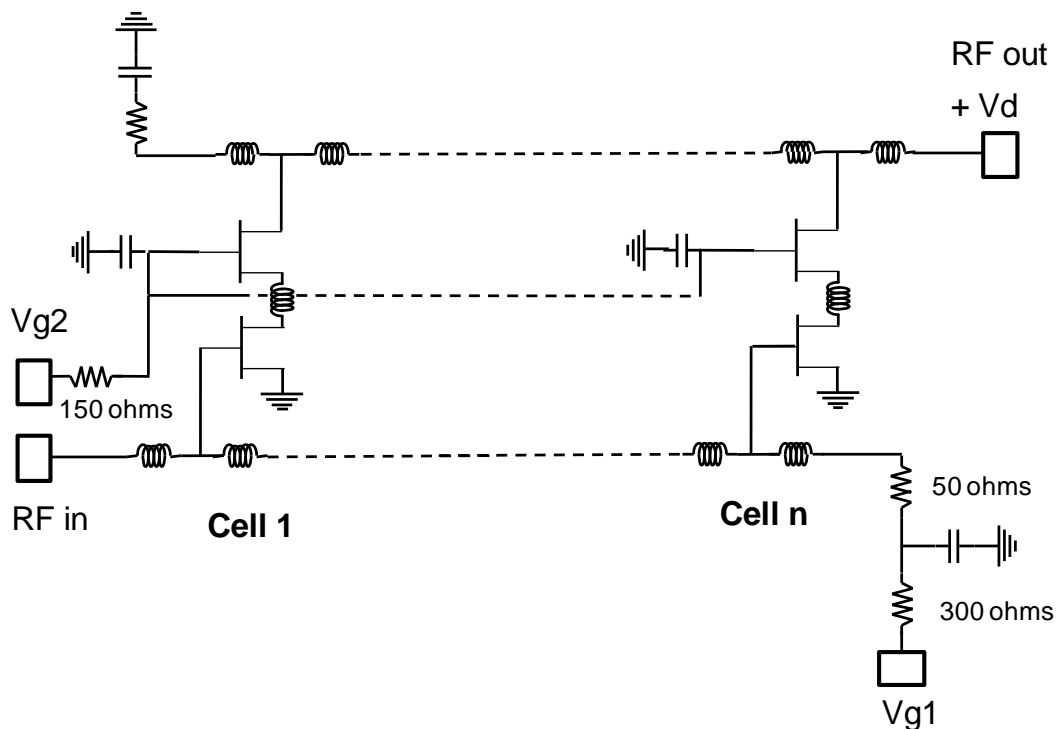 RF out
+ Vd
Vg2
150 ohms
RF in
Cell 1
Cell n
50 ohms
300 ohms
Vg1